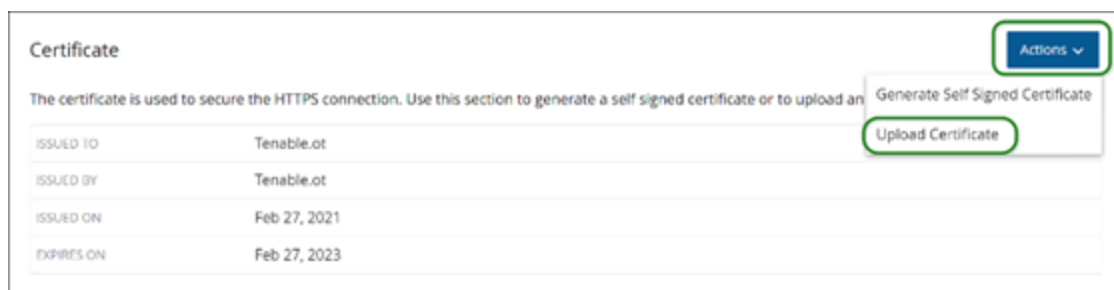 Certificate
Actions
The certificate is used to secure the HTTPS connection. Use this section to generate a self signed certificate or to upload an
Generate Self Signed Certificate
Upload Certificate
ISSUED TO Tenable.ot
ISSUED BY Tenable.ot
ISSUED ON Feb 27, 2021
EXPIRES ON Feb 27, 2023